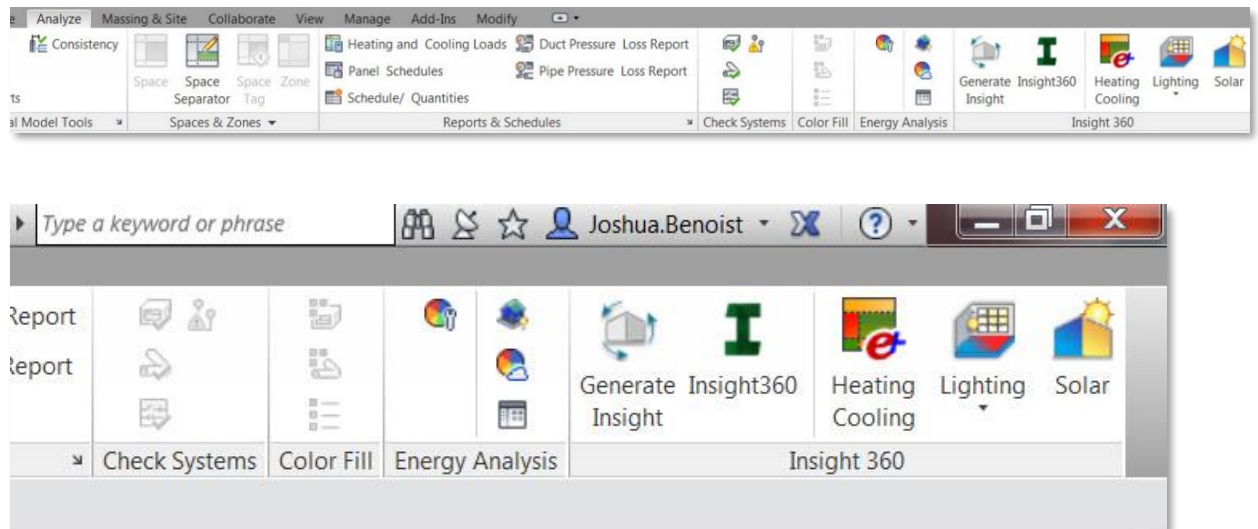 e Analyze Massing & Site Collaborate View Manage Add-Ins Modify
Consistency
Space Space Separator Space Tag Zone
Heating and Cooling Loads Duct Pressure Loss Report
Panel Schedules Pipe Pressure Loss Report
Schedule/ Quantities
Generate Insight Insight360 Heating Cooling Lighting Solar
ts
al Model Tools Spaces & Zones Reports & Schedules Check Systems Color Fill Energy Analysis Insight 360
Type a keyword or phrase Joshua.Benoist
Report
Report
Generate Insight360 Heating Lighting Solar
Insight Cooling
Check Systems Color Fill Energy Analysis Insight 360